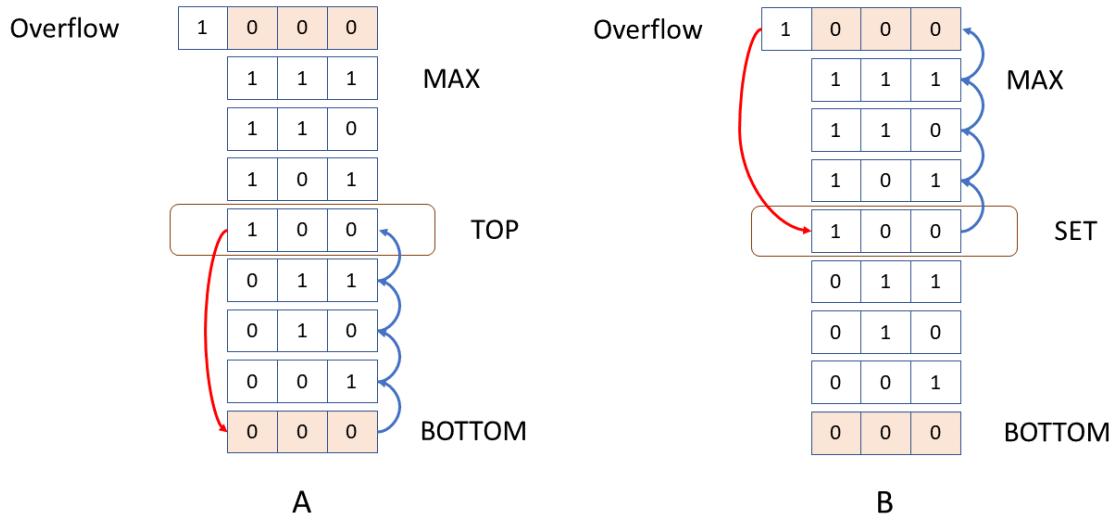 Overflow 1 0 0 0
1 1 1 MAX
1 1 0
1 0 1
1 0 0 TOP
0 1 1
0 1 0
0 0 1
0 0 0 BOTTOM
A
Overflow 1 0 0 0
1 1 1 MAX
1 1 0
1 0 1
1 0 0 SET
0 1 1
0 1 0
0 0 1
0 0 0 BOTTOM
B